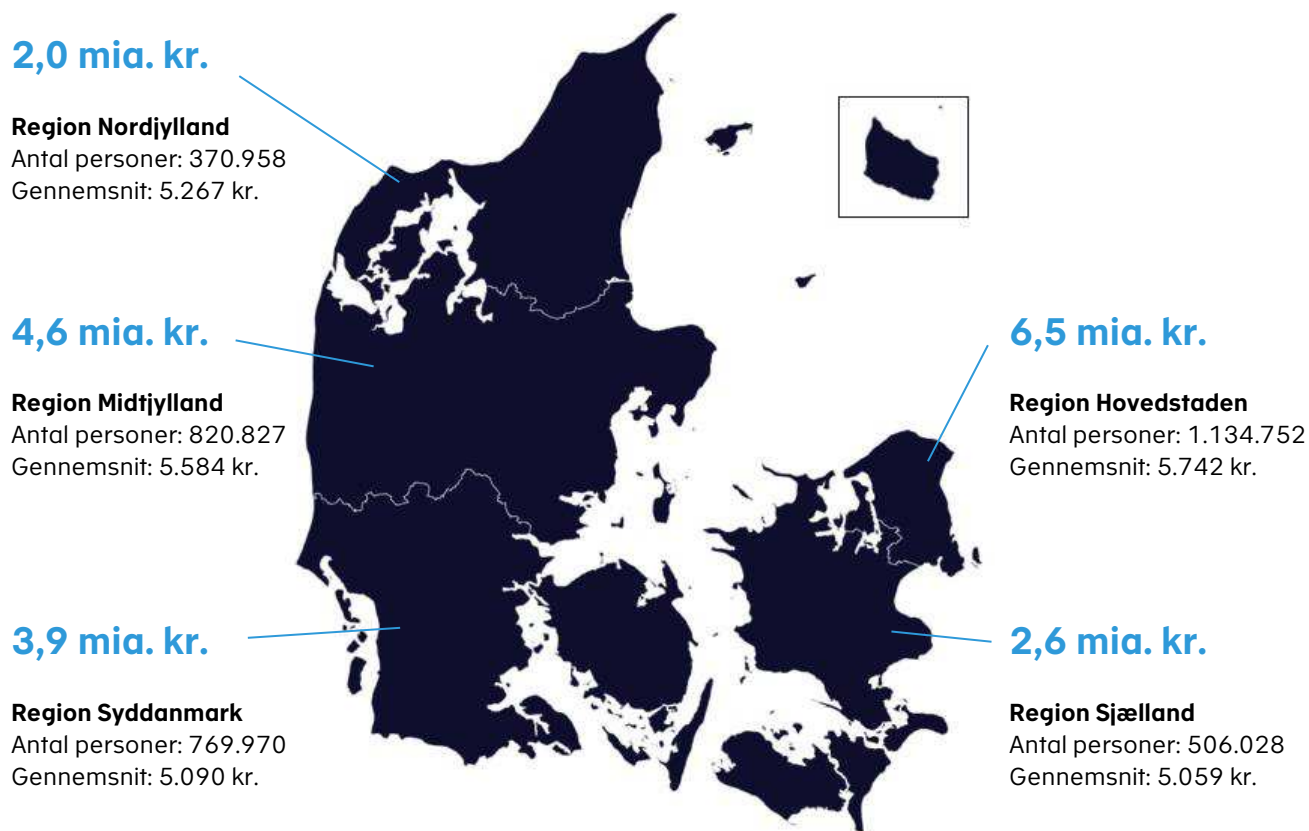 2,0 mia. kr.
Region Nordjylland
Antal personer: 370.958
Gennemsnit: 5.267 kr.
4,6 mia. kr.
Region Midtjylland
Antal personer: 820.827
Gennemsnit: 5.584 kr.
3,9 mia. kr.
Region Syddanmark
Antal personer: 769.970
Gennemsnit: 5.090 kr.
6,5 mia. kr.
Region Hovedstaden
Antal personer: 1.134.752
Gennemsnit: 5.742 kr.
2,6 mia. kr.
Region Sjælland
Antal personer: 506.028
Gennemsnit: 5.059 kr.